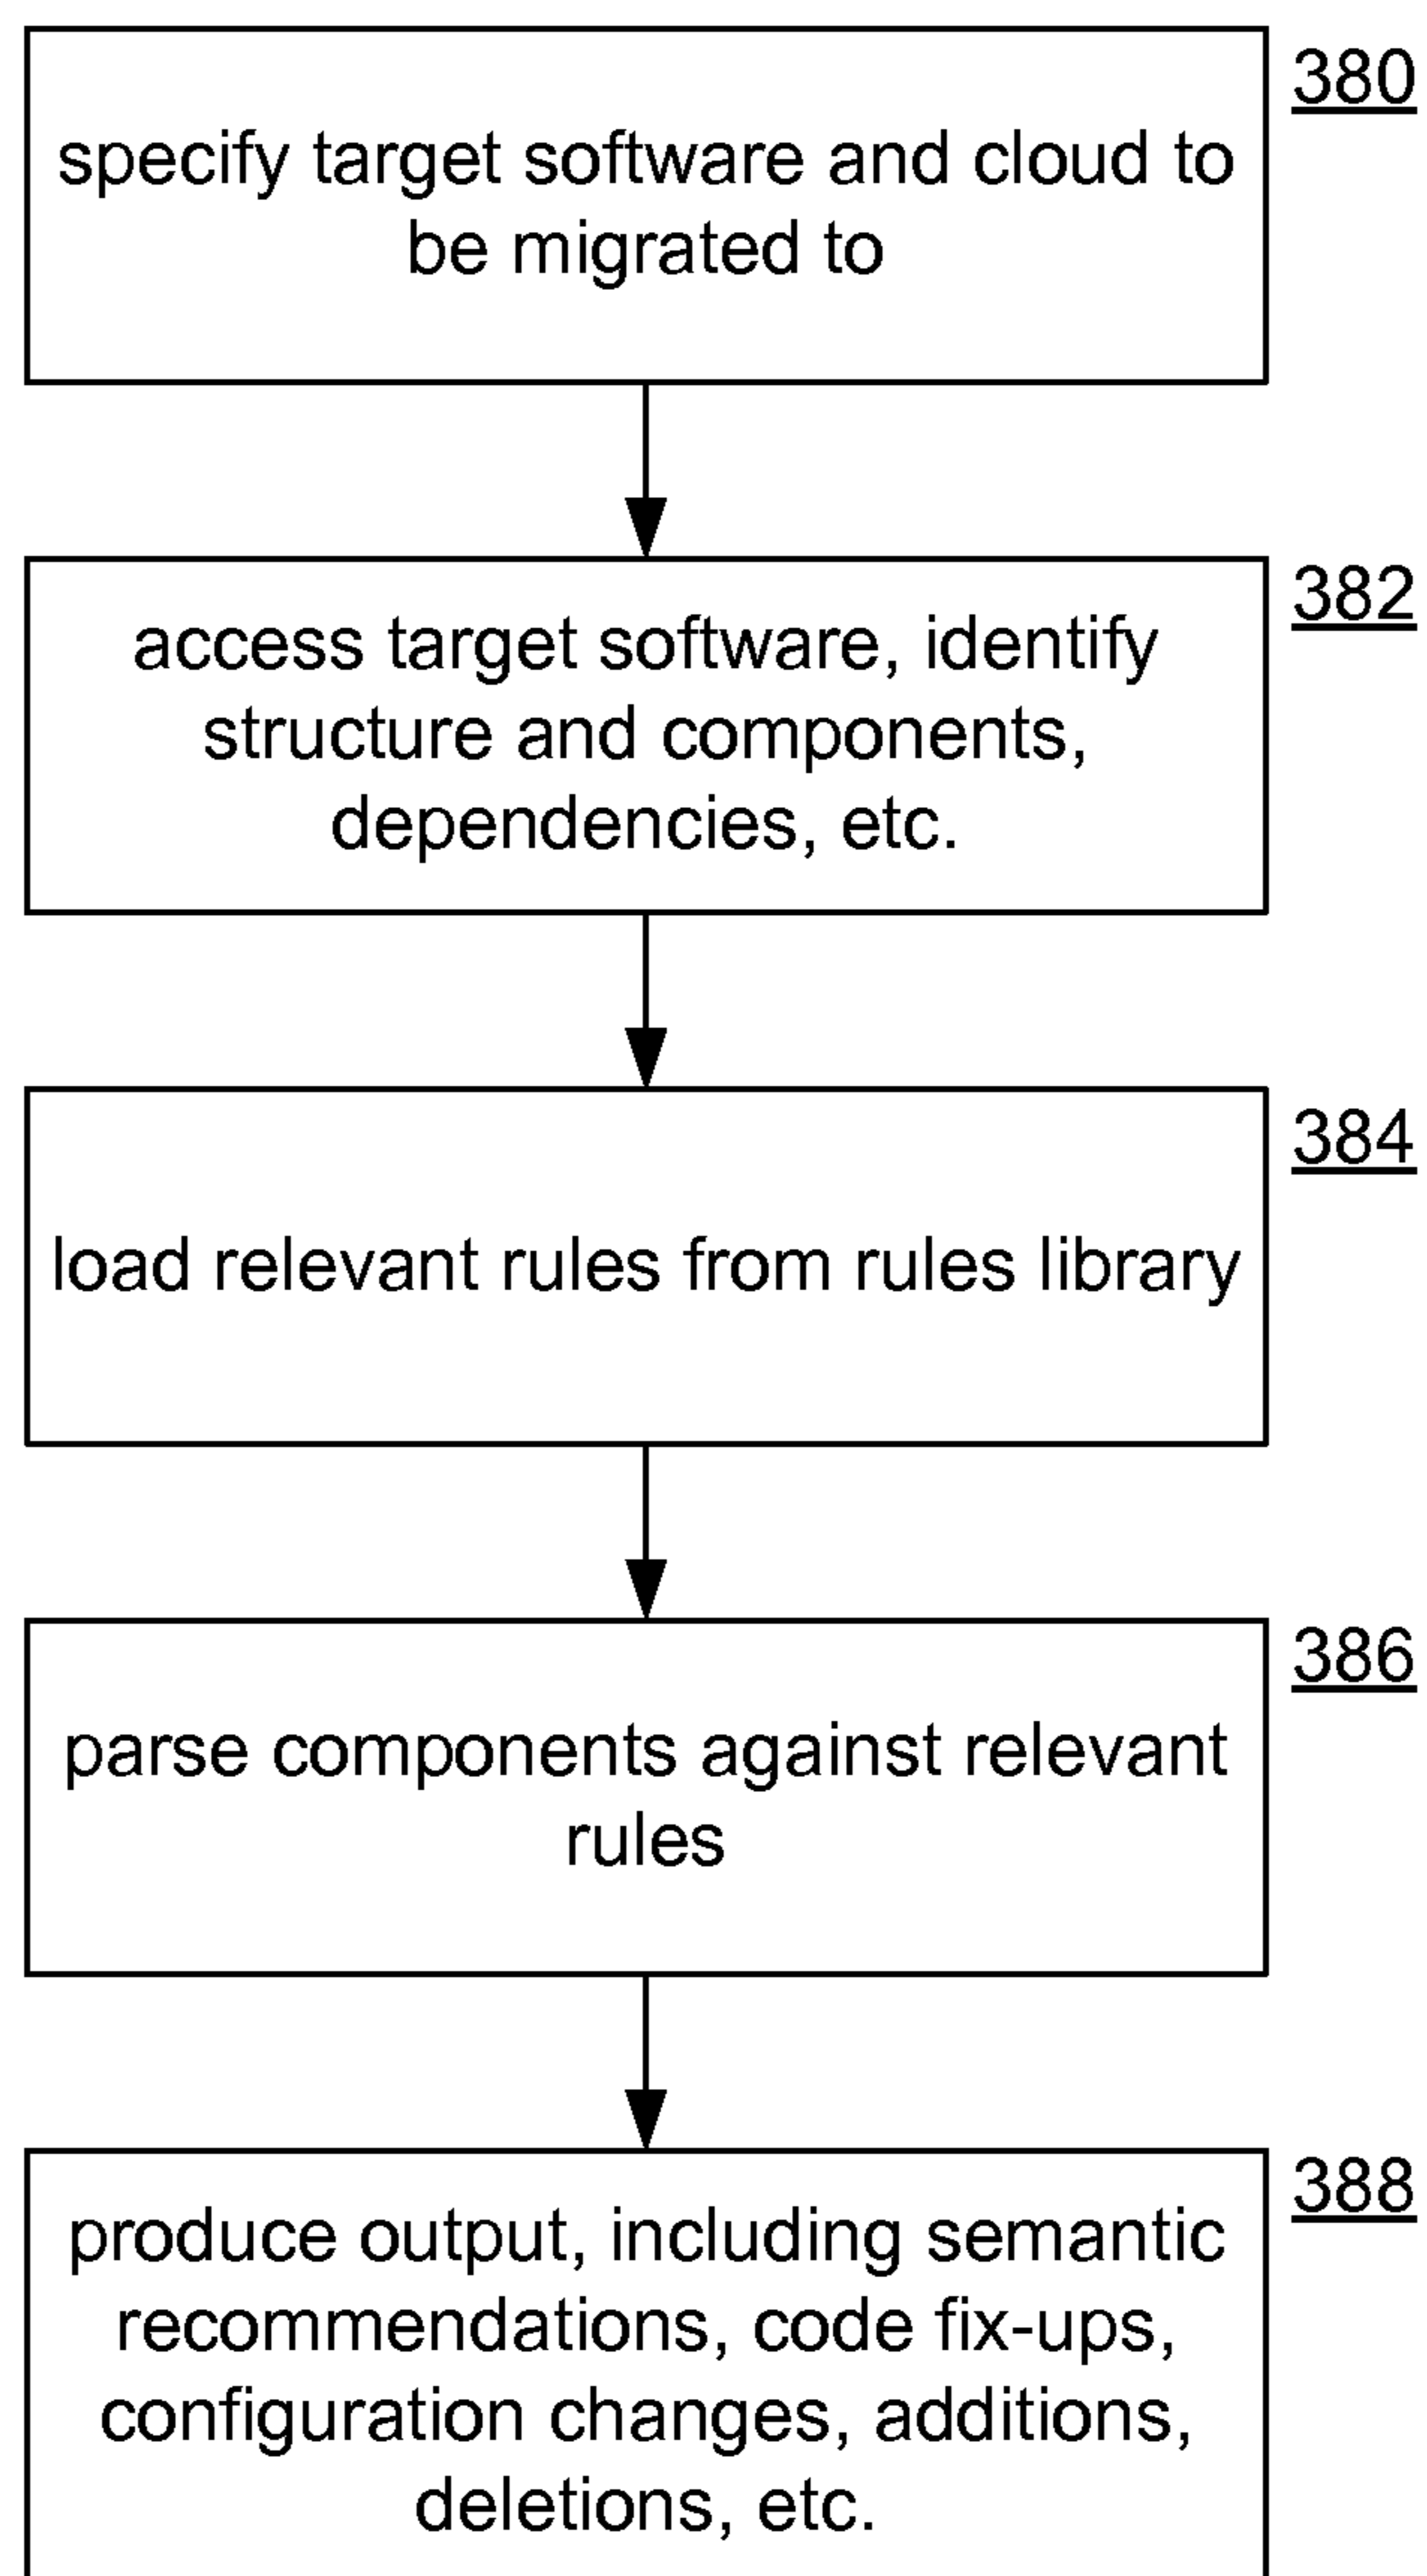 380
specify target software and cloud to
be migrated to
382
access target software, identify
structure and components,
dependencies, etc.
384
load relevant rules from rules library
386
parse components against relevant
rules
388
produce output, including semantic
recommendations, code fix-ups,
configuration changes, additions,
deletions, etc.